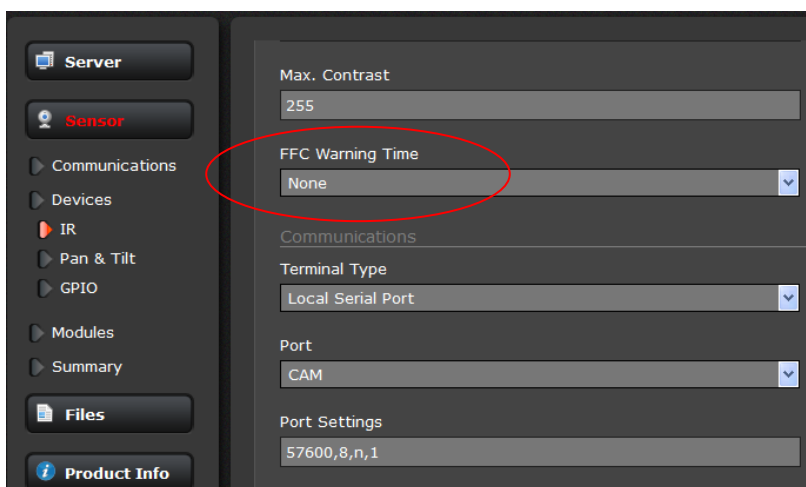 Server
Sensor
Communications
Devices
IR
Pan & Tilt
GPIO
Modules
Summary
Files
Product Info
Max. Contrast
255
FFC Warning Time
None
Communications
Terminal Type
Local Serial Port
Port
CAM
Port Settings
57600,8,n,1